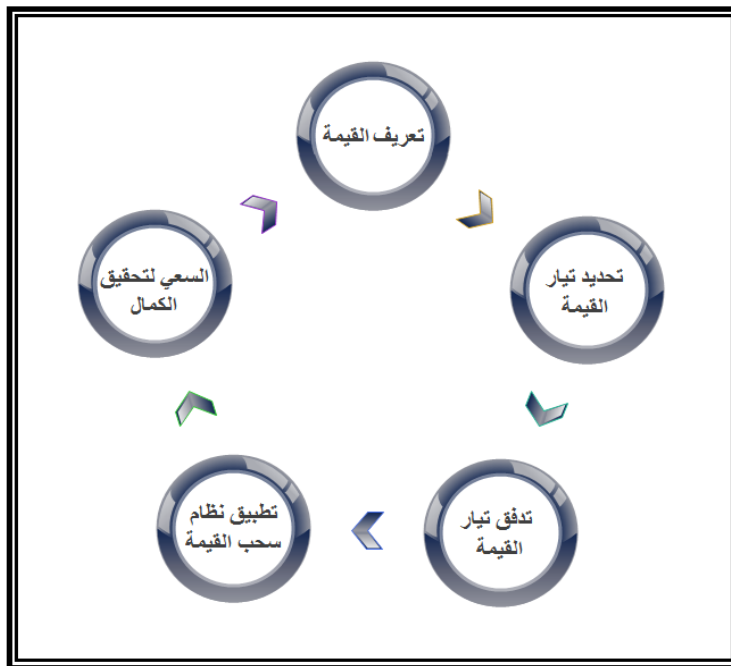 تعريف القيمة
تحديد تيار
القيمة
تدفق تيار
القيمة
تطبيق نظام
سحب القيمة
السعي لتحقيق
الكمال